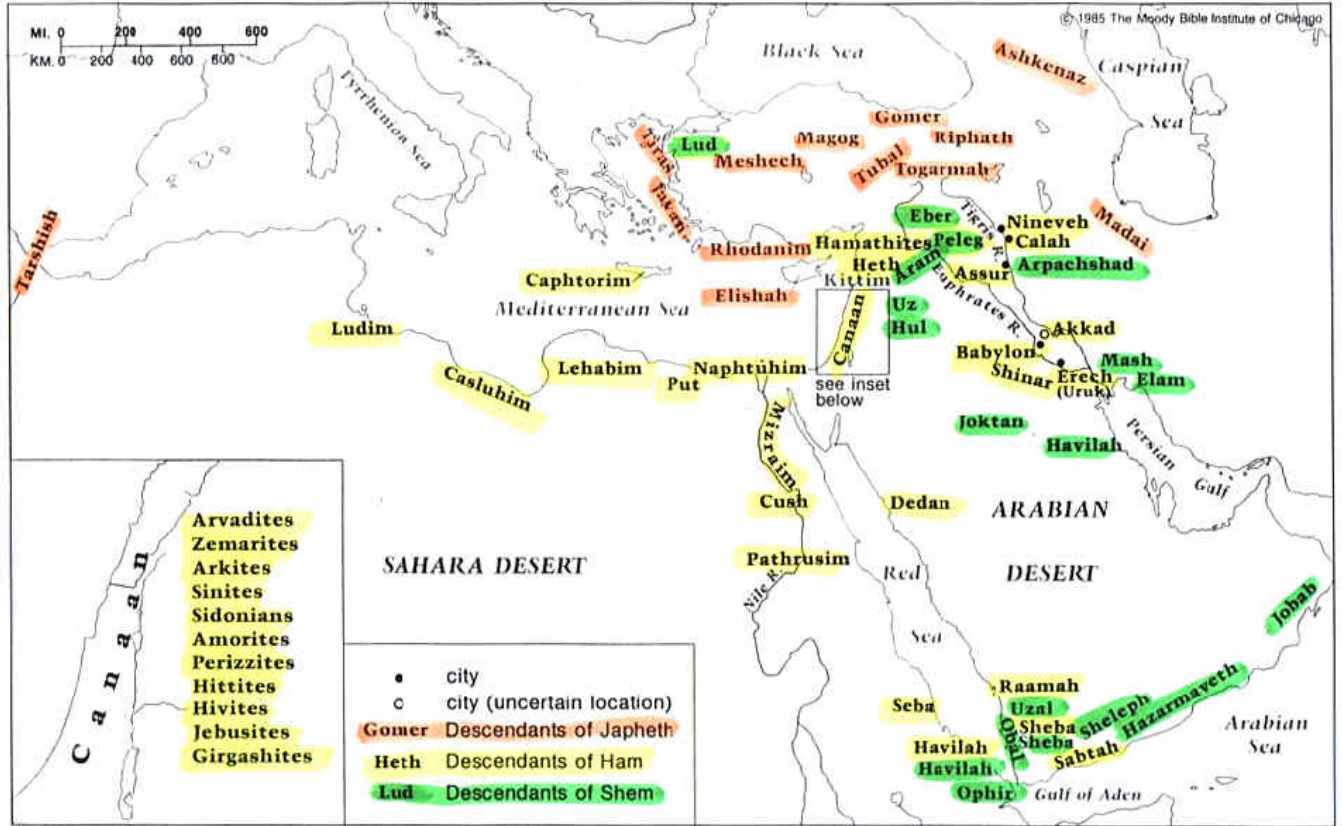 © 1985 The Moody Bible Institute of Chicago
MI. 0 200 400 600
KM. 0 200 400 600 800
Black Sea
Ashkenaz
Caspian
Sea
Tyrrhenion Sea
Gomer
Tiras
Lud
Magog
Riphath
Meshech
Tubal
Togarmah
Javan
Tarshish
Eber
Tigris R.
Nineveh
Madai
Rhodanim
Hamathites
Peleg
Calah
Heth
Aram
Assur
Arpachshad
Caphtorim
Kittim
Euphrates R.
Mediterranean Sea
Elishah
Uz
Ludim
Canaan
Hul
Akkad
Babylon
Casluhim
Lehabim
Put
Naphtuhim
see inset
below
Shinar
Erech
(Uruk)
Mash
Elam
Mizraim
Joktan
Havilah
Persian
Gulf
Cush
Dedan
ARABIAN
DESERT
SAHARA DESERT
Pathrusim
Nile R.
Red
Sea
Jobab
Canaan
Arvadites
Zemarites
Arkites
Sinites
Sidonians
Amorites
Perizzites
Hittites
Hivites
Jebusites
Girgashites
city
city (uncertain location)
Gomer Descendants of Japheth
Heth Descendants of Ham
Lud Descendants of Shem
Seba
Raamah
Uzal
Sheba
Sheba
Obal
Sheleph
Hazarmaveth
Sabtah
Havilah
Havilah
Ophir
Gulf of Aden
Arabian
Sea